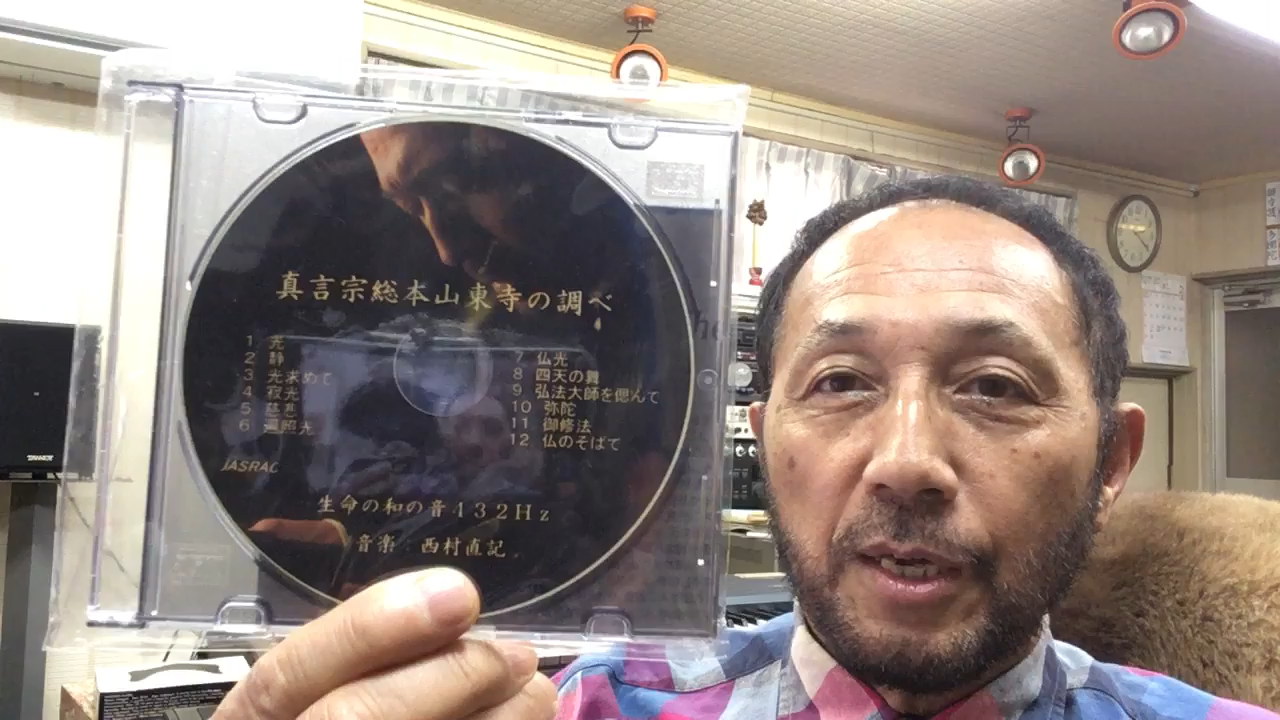 真言宗総本山東寺の調べ
1 光
2 静
3 光求めて
4 寂光
5 慈悲
6 遍照光
7 仏光
8 四天の舞
9 弘法大師を偲んで
10 弥陀
11 御修法
12 仏のそばで
JASRAC
生命の和の音432Hz
音楽 西村直記